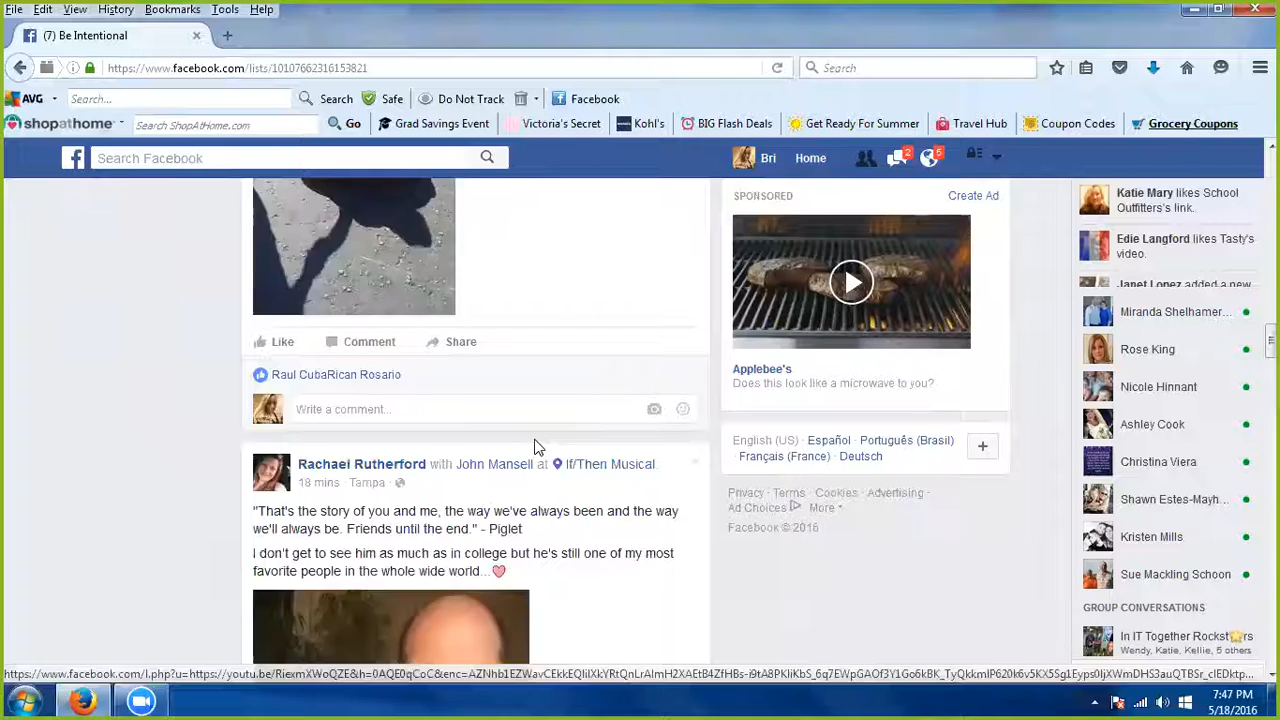 File Edit View History Bookmarks Tools Help
(7) Be Intentional
https://www.facebook.com/lists/10107662316153821
Search
AVG Search... Search Safe Do Not Track Facebook
shopathome Search ShopAtHome.com Go Grad Savings Event Victoria's Secret Kohl's 50 Flash Deals Get Ready For Summer Travel Hub Coupon Codes Grocery Coupons
Search Facebook
Bri Home 2 5
SPONSORED Create Ad
Applebee's
Does this look like a microwave to you?
Like Comment Share
Raul CubaRican Rosario
Write a comment...
English (US) · Español · Português (Brasil) ·
Français (France) · Deutsch
+
Privacy · Terms · Cookies · Advertising ·
Ad Choices · More
Facebook © 2016
Rachael Rutherford with John Mansell at If/Then Musical
18 mins · Tampa ·
"That's the story of you and me, the way we've always been and the way
we'll always be. Friends until the end." - Piglet
I don't get to see him as much as in college but he's still one of my most
favorite people in the whole wide world...
Katie Mary likes School
Outfitters's link.
Edie Langford likes Tasty's
video.
Janet Lopez added a new
Miranda Shelhamer...
Rose King
Nicole Hinnant
Ashley Cook
Shawn Estes-Mayh...
Kristen Mills
Sue Mackling Schoon
GROUP CONVERSATIONS
In IT Together Rockst rs
Wendy, Katie, Kellie, 5 others
7:47 PM
5/18/2016